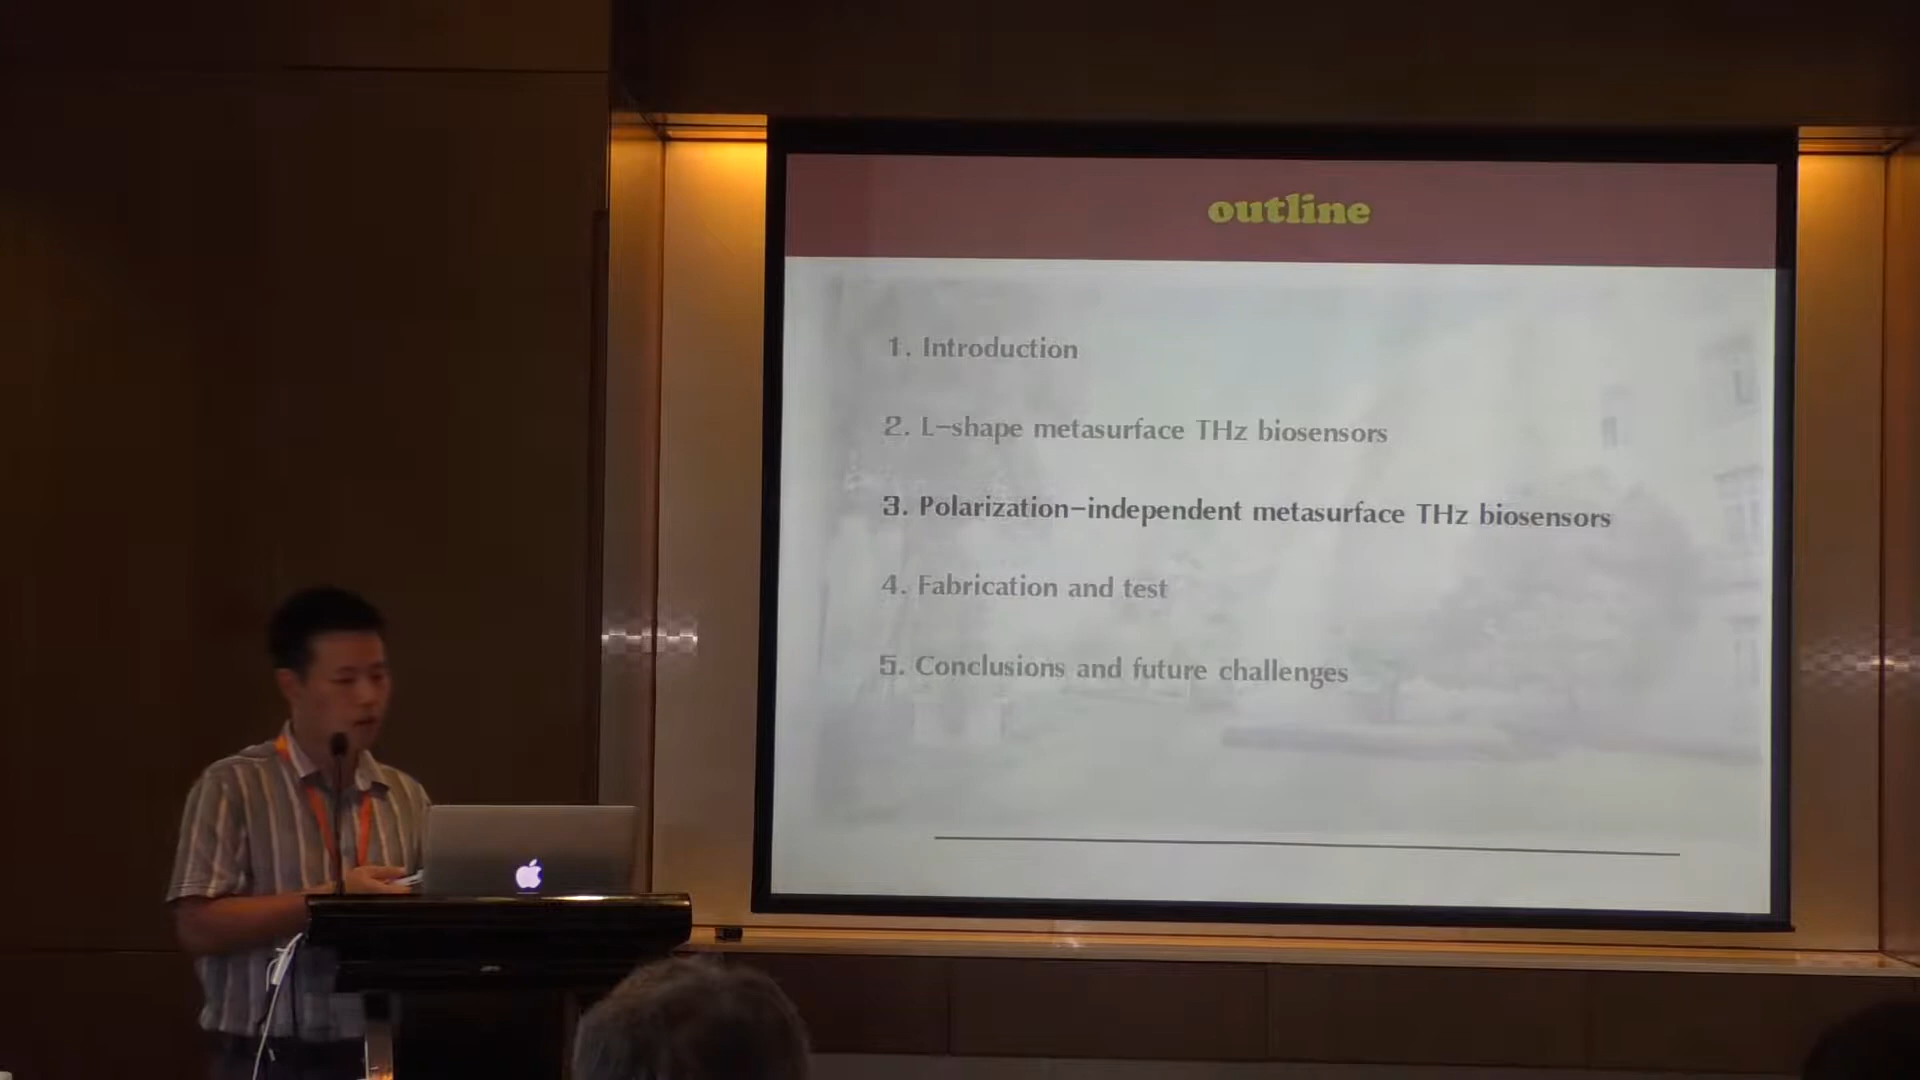 outline
1. Introduction
2. L-shape metasurface THz biosensors
3. Polarization-independent metasurface THz biosensors
4. Fabrication and test
5. Conclusions and future challenges